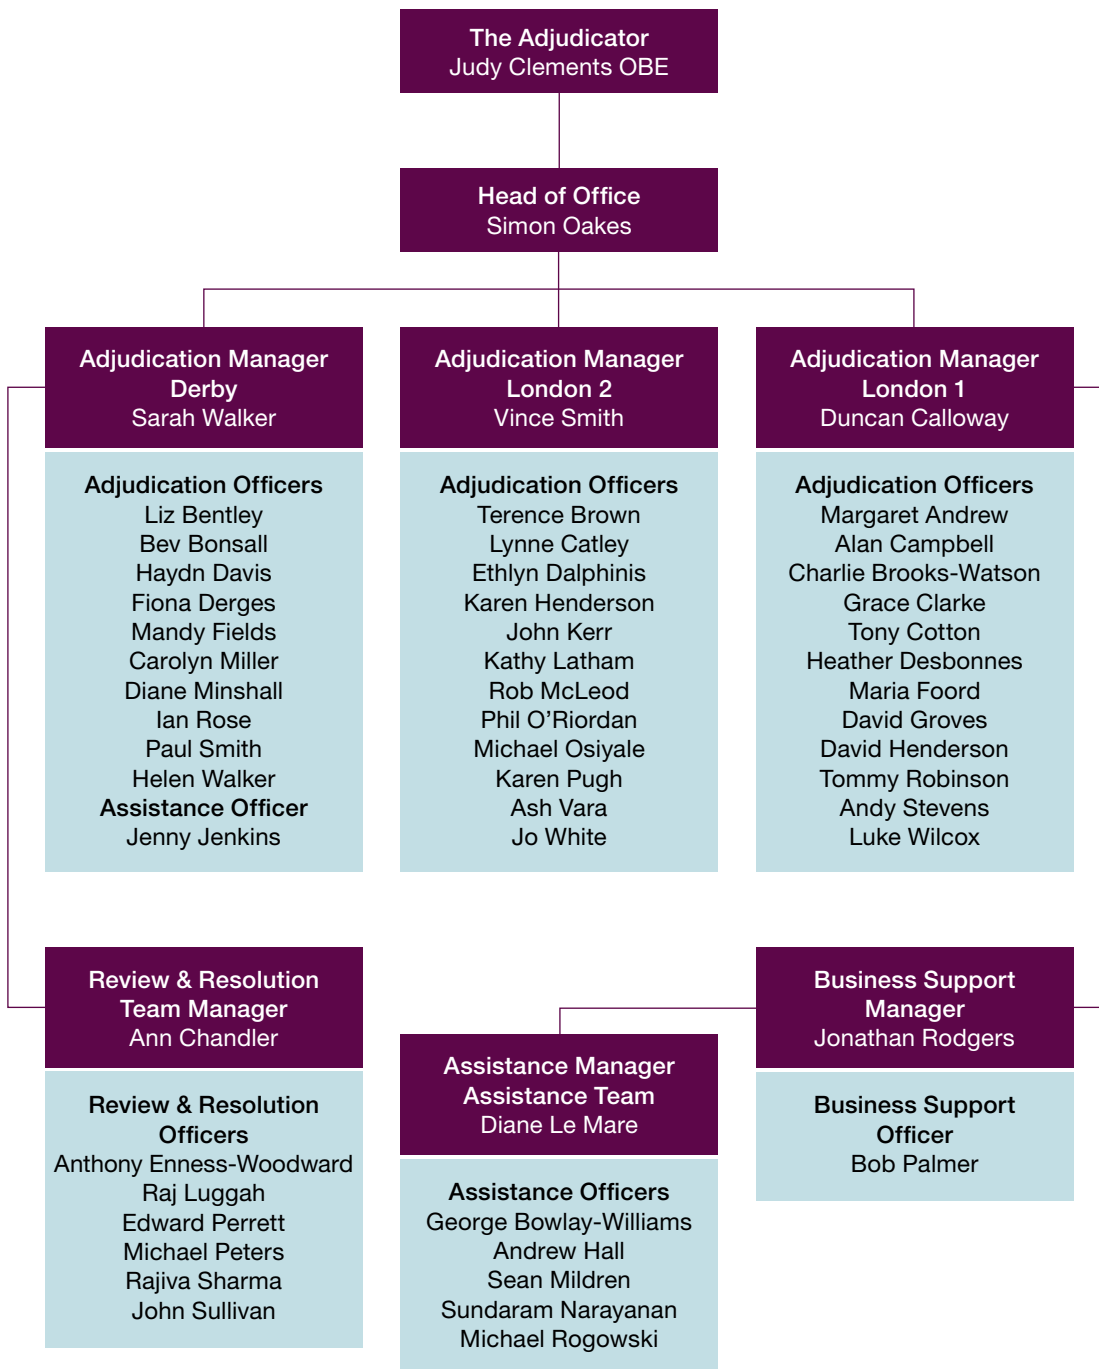 The Adjudicator
Judy Clements OBE
Head of Office
Simon Oakes
Adjudication Manager
Derby
Sarah Walker
Adjudication Officers
Liz Bentley
Bev Bonsall
Haydn Davis
Fiona Derges
Mandy Fields
Carolyn Miller
Diane Minshall
Ian Rose
Paul Smith
Helen Walker
Assistance Officer
Jenny Jenkins
Adjudication Manager
London 2
Vince Smith
Adjudication Officers
Terence Brown
Lynne Catley
Ethlyn Dalphinis
Karen Henderson
John Kerr
Kathy Latham
Rob McLeod
Phil O’Riordan
Michael Osiyale
Karen Pugh
Ash Vara
Jo White
Adjudication Manager
London 1
Duncan Calloway
Adjudication Officers
Margaret Andrew
Alan Campbell
Charlie Brooks-Watson
Grace Clarke
Tony Cotton
Heather Desbonnes
Maria Foord
David Groves
David Henderson
Tommy Robinson
Andy Stevens
Luke Wilcox
Review & Resolution
Team Manager
Ann Chandler
Review & Resolution
Officers
Anthony Enness-Woodward
Raj Luggah
Edward Perrett
Michael Peters
Rajiva Sharma
John Sullivan
Assistance Manager
Assistance Team
Diane Le Mare
Assistance Officers
George Bowlay-Williams
Andrew Hall
Sean Mildren
Sundaram Narayanan
Michael Rogowski
Business Support
Manager
Jonathan Rodgers
Business Support
Officer
Bob Palmer